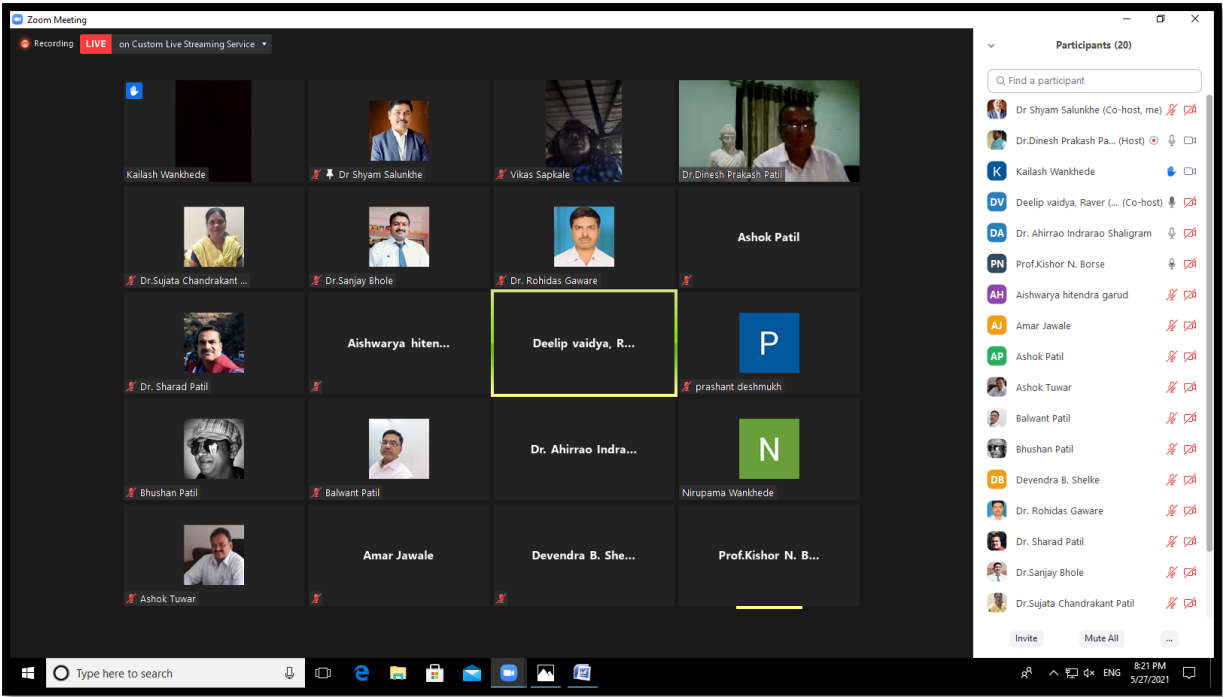 Zoom Meeting
Recording LIVE on Custom Live Streaming Service
Kailash Wankhede
Dr Shyam Salunkhe
Vikas Sapkale
Dr.Dinesh Prakash Patil
Dr.Sujata Chandrakant ...
Dr.Sanjay Bhole
Dr. Rohidas Gaware
Ashok Patil
Dr. Sharad Patil
Aishwarya hiten...
Deelip vaidya, R...
P
prashant deshmukh
Bhushan Patil
Balwant Patil
Dr. Ahirrao Indra...
N
Nirupama Wankhede
Ashok Tuwar
Amar Jawale
Devendra B. She...
Prof.Kishor N. B...
Participants (20)
Find a participant
Dr Shyam Salunkhe (Co-host, me)
Dr.Dinesh Prakash Pa... (Host)
K Kailash Wankhede
DV Deelip vaidya, Raver (... (Co-host)
DA Dr. Ahirrao Indrarao Shaligram
PN Prof.Kishor N. Borse
AH Aishwarya hitendra garud
AJ Amar Jawale
AP Ashok Patil
Ashok Tuwar
Balwant Patil
Bhushan Patil
DB Devendra B. Shelke
Dr. Rohidas Gaware
Dr. Sharad Patil
Dr.Sanjay Bhole
Dr.Sujata Chandrakant Patil
Invite Mute All ...
Type here to search
ENG
8:21 PM
5/27/2021